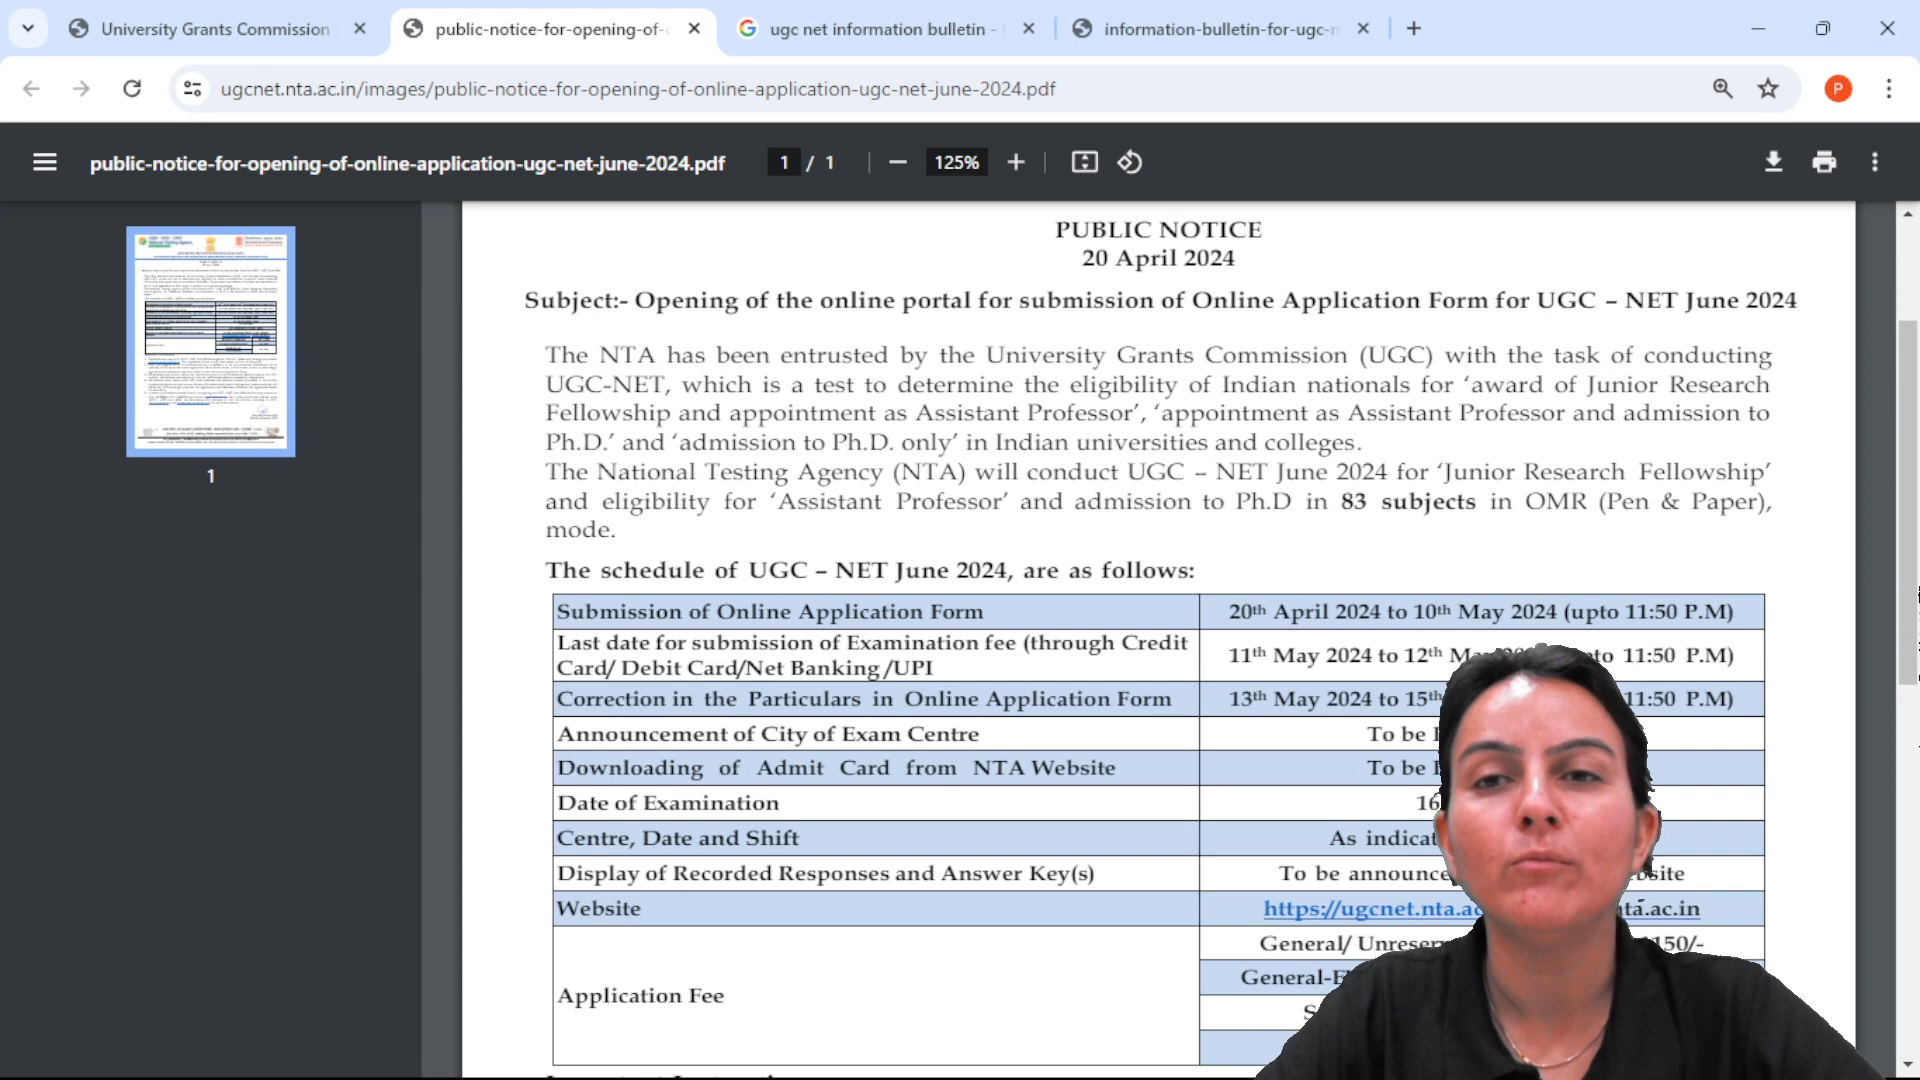 University Grants Commission
public-notice-for-opening-of-
ugc net information bulletin -
information-bulletin-for-ugc-n
ugcnet.nta.ac.in/images/public-notice-for-opening-of-online-application-ugc-net-june-2024.pdf
P
public-notice-for-opening-of-online-application-ugc-net-june-2024.pdf
1 / 1
125%
1
PUBLIC NOTICE
20 April 2024
Subject:- Opening of the online portal for submission of Online Application Form for UGC – NET June 2024
The NTA has been entrusted by the University Grants Commission (UGC) with the task of conducting
UGC-NET, which is a test to determine the eligibility of Indian nationals for ‘award of Junior Research
Fellowship and appointment as Assistant Professor’, ‘appointment as Assistant Professor and admission to
Ph.D.’ and ‘admission to Ph.D. only’ in Indian universities and colleges.
The National Testing Agency (NTA) will conduct UGC – NET June 2024 for ‘Junior Research Fellowship’
and eligibility for ‘Assistant Professor’ and admission to Ph.D in 83 subjects in OMR (Pen & Paper),
mode.
The schedule of UGC – NET June 2024, are as follows:
Submission of Online Application Form 20th April 2024 to 10th May 2024 (upto 11:50 P.M)
Last date for submission of Examination fee (through Credit
Card/ Debit Card/Net Banking/UPI
11th May 2024 to 12th 11:50 P.M)
Correction in the Particulars in Online Application Form 13th May 2024 to 15th 11:50 P.M)
Announcement of City of Exam Centre To be
Downloading of Admit Card from NTA Website To be
Date of Examination 16
Centre, Date and Shift As
Display of Recorded Responses and Answer Key(s) To be
Website https://ugcnet.nta.ac nta.ac.in
General/
Application Fee